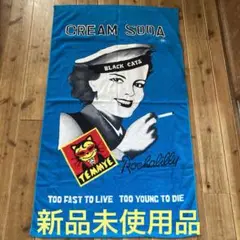 CREAM SODA
BLACK CATS
TEMMYE
Rockabilly
TOO FAST TO LIVE TOO YOUNG TO DIE
新品未使用品